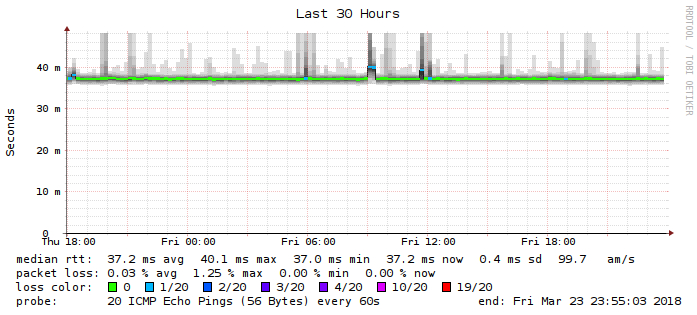 Last 30 Hours
RRDTOOL / TOBI OETIKER
Seconds
40 m
30 m
20 m
10 m
0
Thu 18:00 Fri 00:00 Fri 06:00 Fri 12:00 Fri 18:00
median rtt: 37.2 ms avg 40.1 ms max 37.0 ms min 37.2 ms now 0.4 ms sd 99.7 am/s
packet loss: 0.03 % avg 1.25 % max 0.00 % min 0.00 % now
loss color: 0 1/20 2/20 3/20 4/20 10/20 19/20
probe: 20 ICMP Echo Pings (56 Bytes) every 60s end: Fri Mar 23 23:55:03 2018